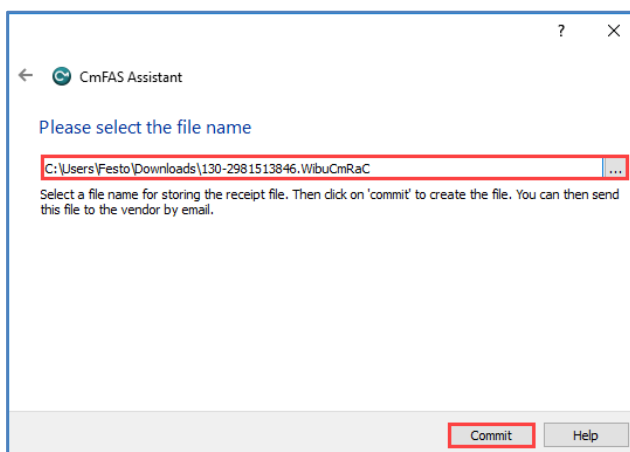 ?
CmFAS Assistant
Please select the file name
C:\Users\Festo\Downloads\130-2981513846.WibuCmRaC
...
Select a file name for storing the receipt file. Then click on 'commit' to create the file. You can then send
this file to the vendor by email.
Commit Help